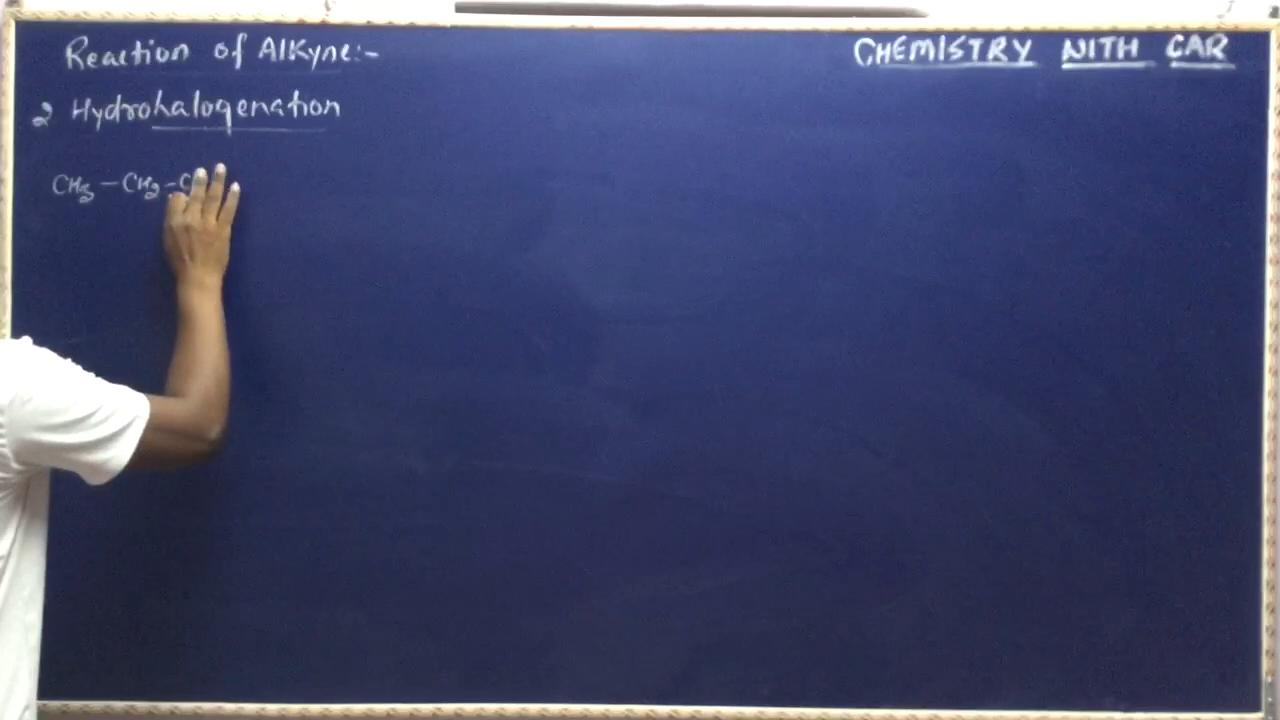 Reaction of Alkyne:-
CHEMISTRY WITH CAR
2 Hydrohalogenation
CH3 - CH2 - C